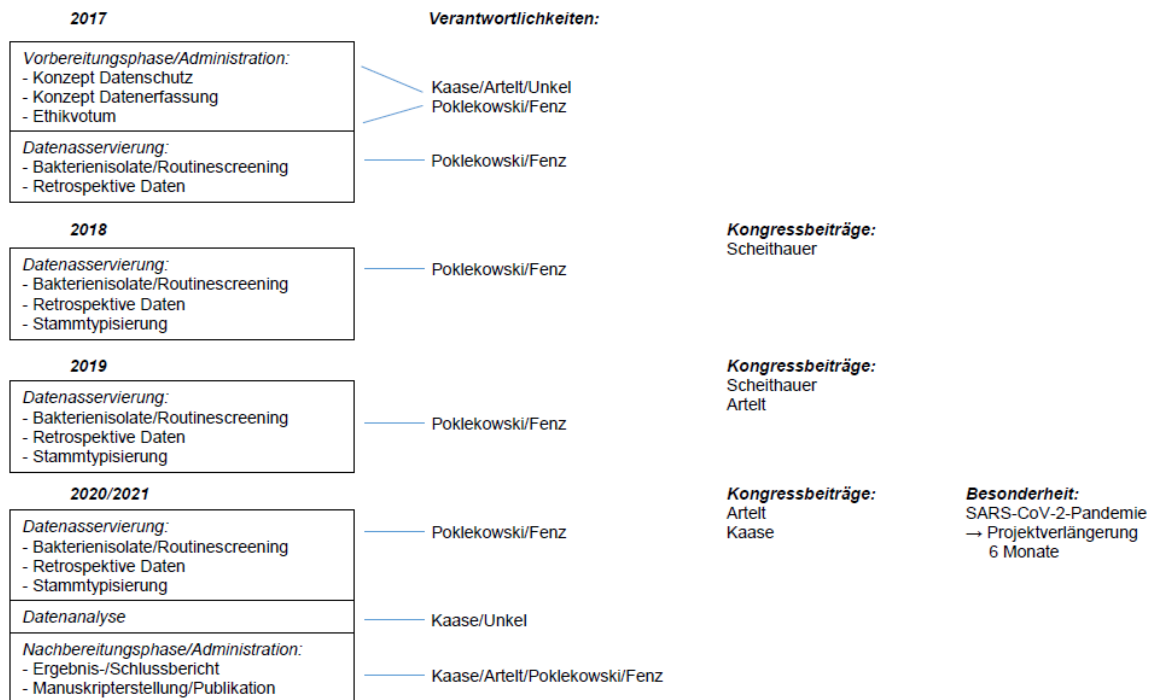 2017
Verantwortlichkeiten:
Vorbereitungsphase/Administration:
- Konzept Datenschutz
- Konzept Datenerfassung
- Ethikvotum
Kaase/Artelt/Unkel
Poklekowski/Fenz
Datenasservierung:
- Bakterienisolate/Routinescreening
- Retrospektive Daten
Poklekowski/Fenz
2018
Kongressbeiträge:
Scheithauer
Datenasservierung:
- Bakterienisolate/Routinescreening
- Retrospektive Daten
- Stammtypisierung
Poklekowski/Fenz
2019
Kongressbeiträge:
Scheithauer
Artelt
Datenasservierung:
- Bakterienisolate/Routinescreening
- Retrospektive Daten
- Stammtypisierung
Poklekowski/Fenz
2020/2021
Kongressbeiträge:
Artelt
Kaase
Besonderheit:
SARS-CoV-2-Pandemie
→ Projektverlängerung
6 Monate
Datenasservierung:
- Bakterienisolate/Routinescreening
- Retrospektive Daten
- Stammtypisierung
Poklekowski/Fenz
Datenanalyse
Kaase/Unkel
Nachbereitungsphase/Administration:
- Ergebnis-/Schlussbericht
- Manuskripterstellung/Publikation
Kaase/Artelt/Poklekowski/Fenz